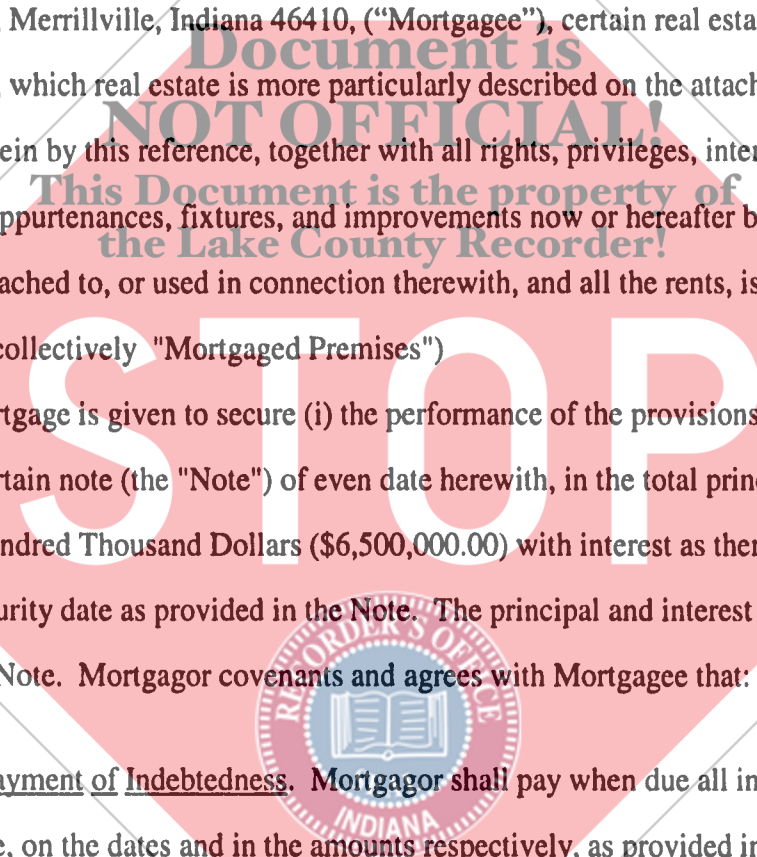 Merrillville, Indiana 46410, (“Mortgagee”), certain real esta
Document is
which real estate is more particularly described on the attach
NOT OFFICIAL!
ein by this reference, together with all rights, privileges, inter
This Document is the property of
ppurtenances, fixtures, and improvements now or hereafter b
the Lake County Recorder!
ached to, or used in connection therewith, and all the rents, is
collectively "Mortgaged Premises")
STOP
rtgage is given to secure (i) the performance of the provisions
rtain note (the "Note") of even date herewith, in the total princ
ndred Thousand Dollars ($6,500,000.00) with interest as ther
urity date as provided in the Note. The principal and interest
Note. Mortgagor covenants and agrees with Mortgagee that:
RECORDER'S OFFICE
ayment of Indebtedness. Mortgagor shall pay when due all in
INDIANA
e, on the dates and in the amounts respectively, as provided in